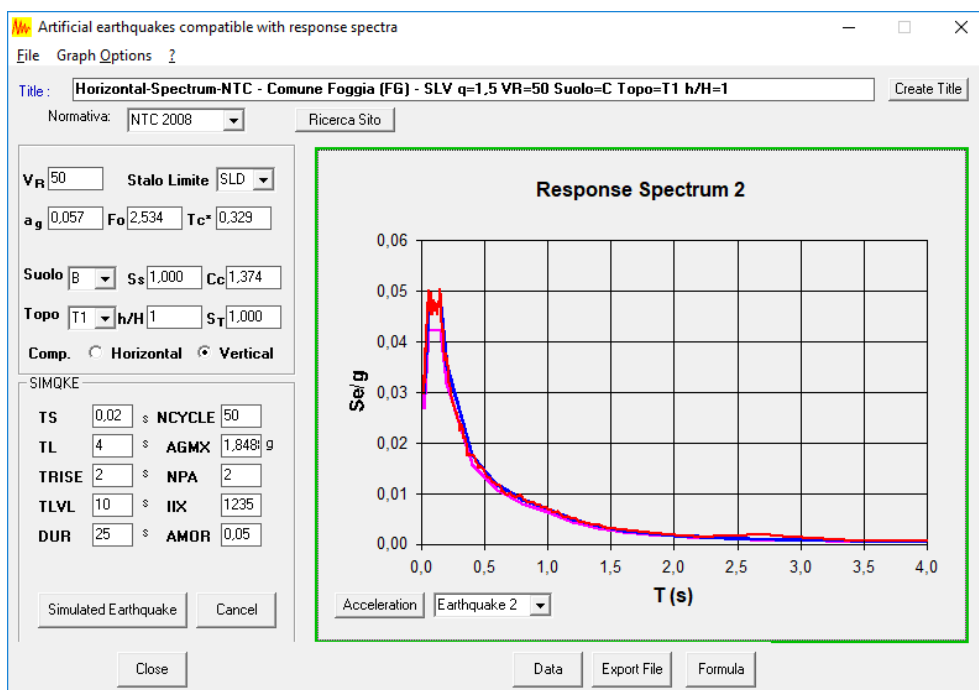 Artificial earthquakes compatible with response spectra
File Graph Options ?
Title : Horizontal-Spectrum-NTC - Comune Foggia (FG) - SLV q=1,5 VR=50 Suolo=C Topo=T1 h/H=1 Create Title
Normativa: NTC 2008 Ricerca Sito
VR 50 Stalo Limite SLD
ag 0,057 Fo 2,534 Tc* 0,329
Suolo B Ss 1,000 Cc 1,374
Topo T1 h/H 1 ST 1,000
Comp. Horizontal Vertical
SIMQKE
TS 0,02 s NCYCLE 50
TL 4 s AGMX 1,848 g
TRISE 2 s NPA 2
TLVL 10 s IIX 1235
DUR 25 s AMOR 0,05
Simulated Earthquake Cancel
Close
Response Spectrum 2
Se/g
0,06
0,05
0,04
0,03
0,02
0,01
0,00
0,0 0,5 1,0 1,5 2,0 2,5 3,0 3,5 4,0
T (s)
Acceleration Earthquake 2
Data Export File Formula